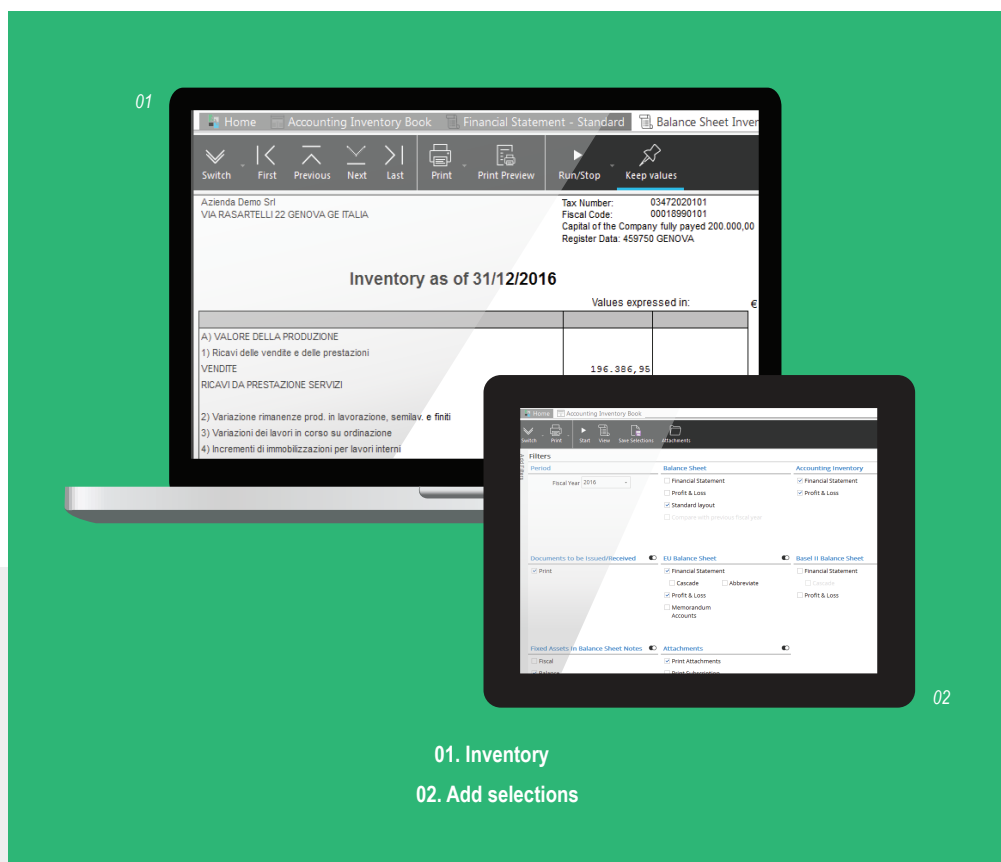 01
Home Accounting Inventory Book Financial Statement - Standard Balance Sheet Inven
Switch First Previous Next Last Print Print Preview Run/Stop Keep values
Azienda Demo Srl
VIA RASARTELLI 22 GENOVA GE ITALIA
Tax Number: 03472020101
Fiscal Code: 00018990101
Capital of the Company fully payed 200.000,00
Register Data: 459750 GENOVA
Inventory as of 31/12/2016
Values expressed in: €
A) VALORE DELLA PRODUZIONE
1) Ricavi delle vendite e delle prestazioni
VENDITE 196.386,95
RICAVI DA PRESTAZIONE SERVIZI
2) Variazione rimanenze prod. in lavorazione, semilav. e finiti
3) Variazioni dei lavori in corso su ordinazione
4) Incrementi di immobilizzazioni per lavori interni
Home Accounting Inventory Book
Switch Print Start View Save Selections Attachments
Filters
Period Balance Sheet Accounting Inventory
Fiscal Year 2016 Financial Statement Financial Statement
Profit & Loss Profit & Loss
Standard layout
Compare with previous fiscal year
Documents to be Issued/Received EU Balance Sheet Basel II Balance Sheet
Print Financial Statement Financial Statement
Cascade Abbreviate Cascade
Profit & Loss Profit & Loss
Memorandum
Accounts
Fixed Assets In Balance Sheet Notes Attachments
Fiscal Print Attachments
Balance Print Subscription
02
01. Inventory
02. Add selections